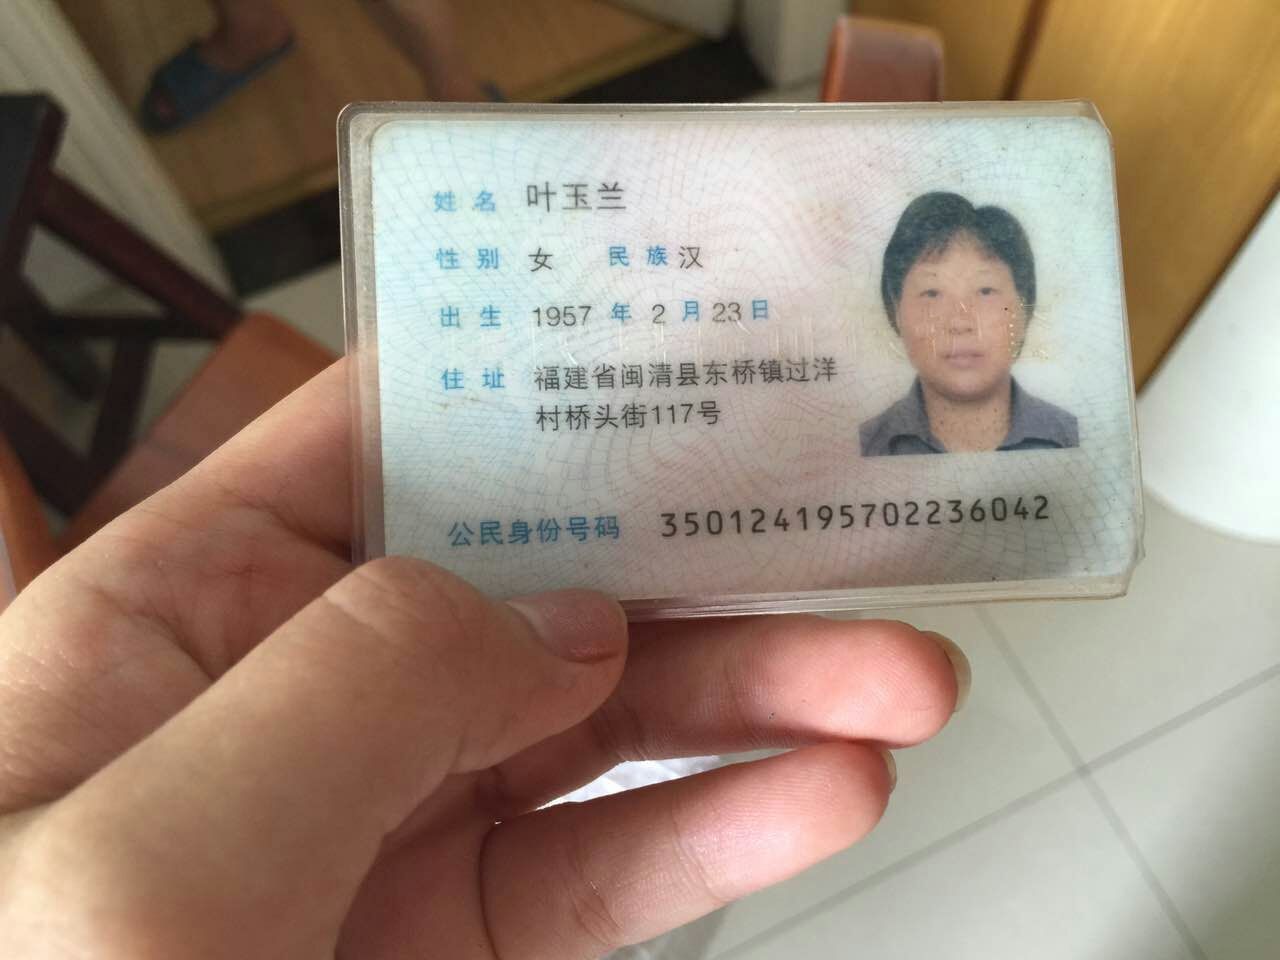 姓名 叶玉兰
性别 女 民族 汉
出生 1957 年 2 月 23 日
住址 福建省闽清县东桥镇过洋
村桥头街117号
公民身份号码 350124195702236042